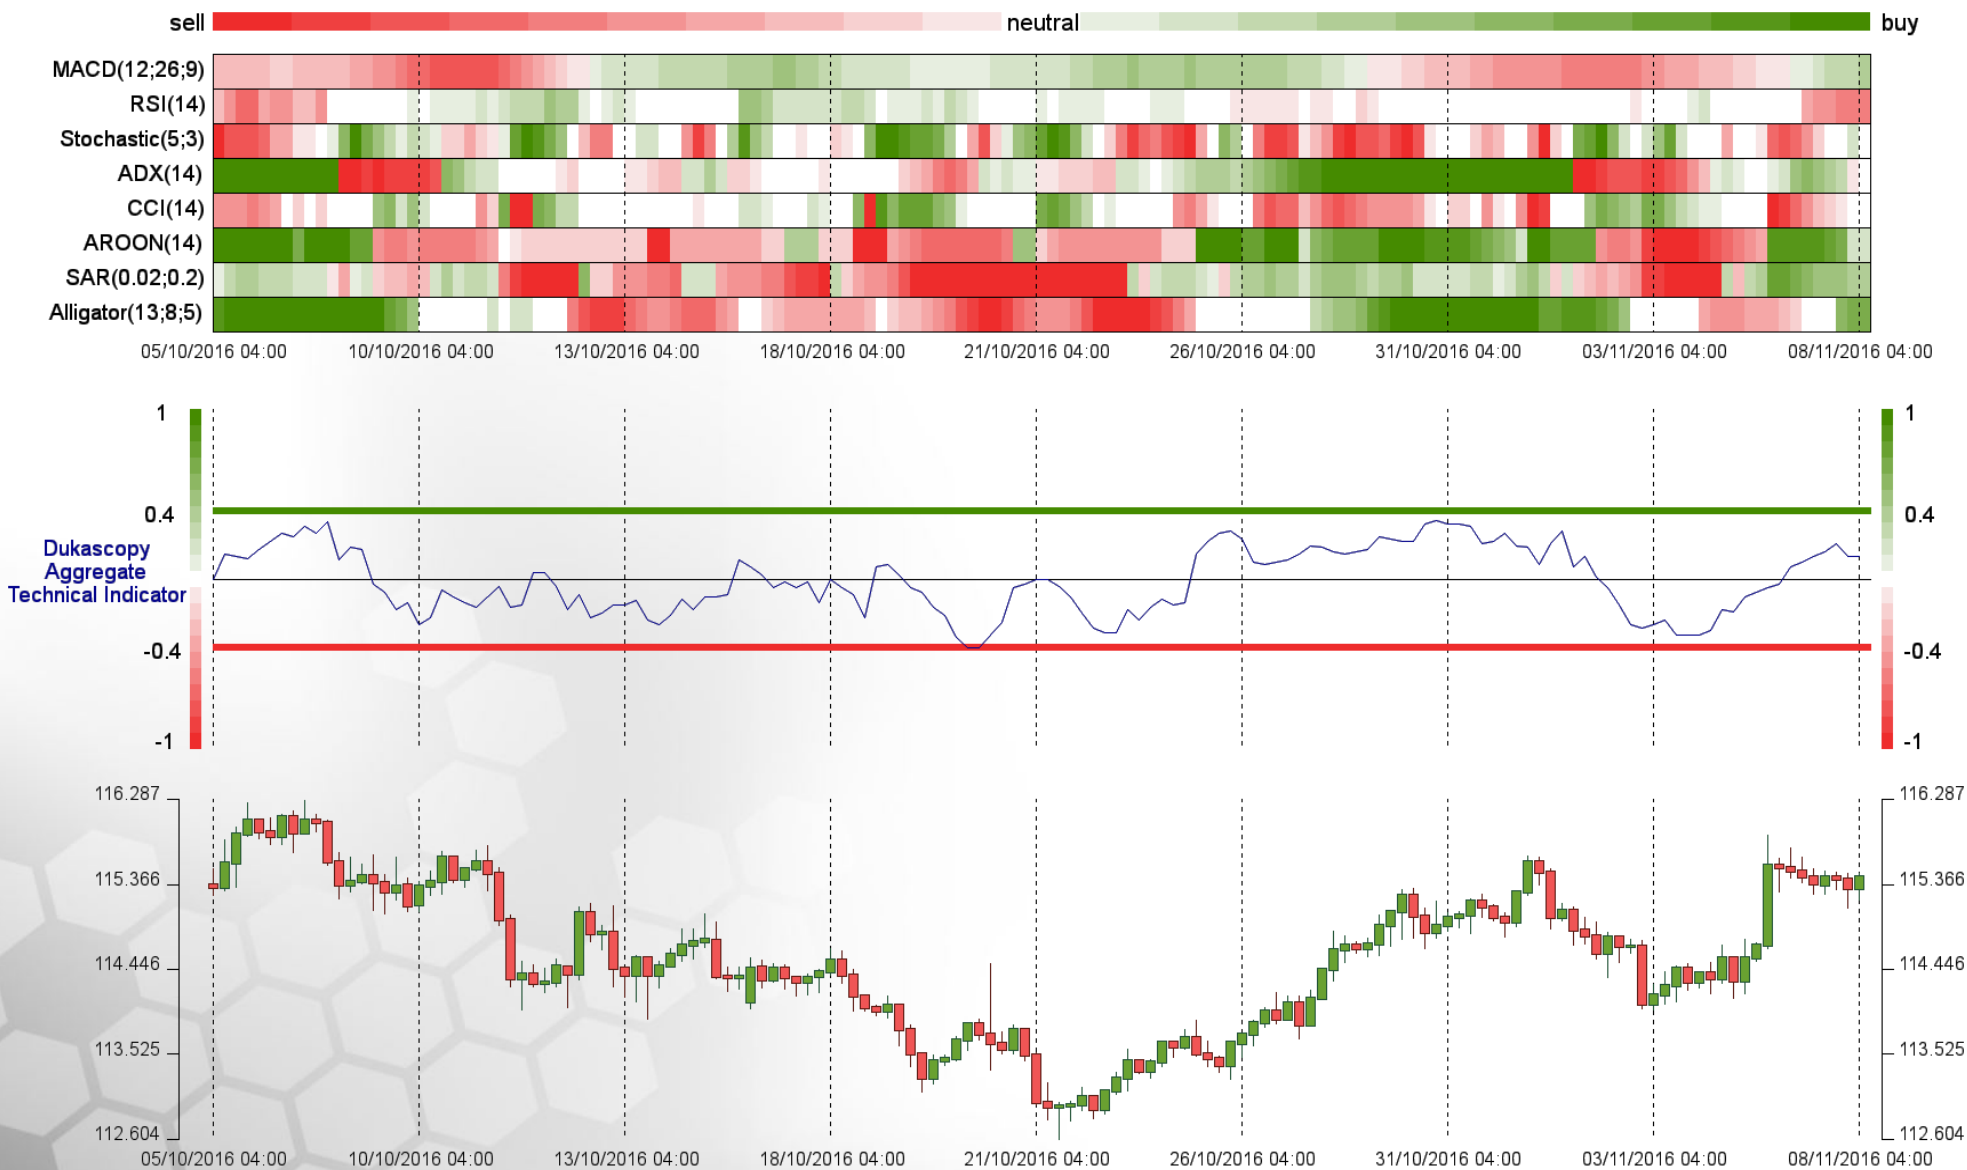 sell neutral buy
MACD(12;26;9)
RSI(14)
Stochastic(5;3)
ADX(14)
CCI(14)
AROON(14)
SAR(0.02;0.2)
Alligator(13;8;5)
05/10/2016 04:00 10/10/2016 04:00 13/10/2016 04:00 18/10/2016 04:00 21/10/2016 04:00 26/10/2016 04:00 31/10/2016 04:00 03/11/2016 04:00 08/11/2016 04:00
1 1
0.4 0.4
Dukascopy
Aggregate
Technical Indicator
-0.4 -0.4
-1 -1
116.287 116.287
115.366 115.366
114.446 114.446
113.525 113.525
112.604 112.604
05/10/2016 04:00 10/10/2016 04:00 13/10/2016 04:00 18/10/2016 04:00 21/10/2016 04:00 26/10/2016 04:00 31/10/2016 04:00 03/11/2016 04:00 08/11/2016 04:00